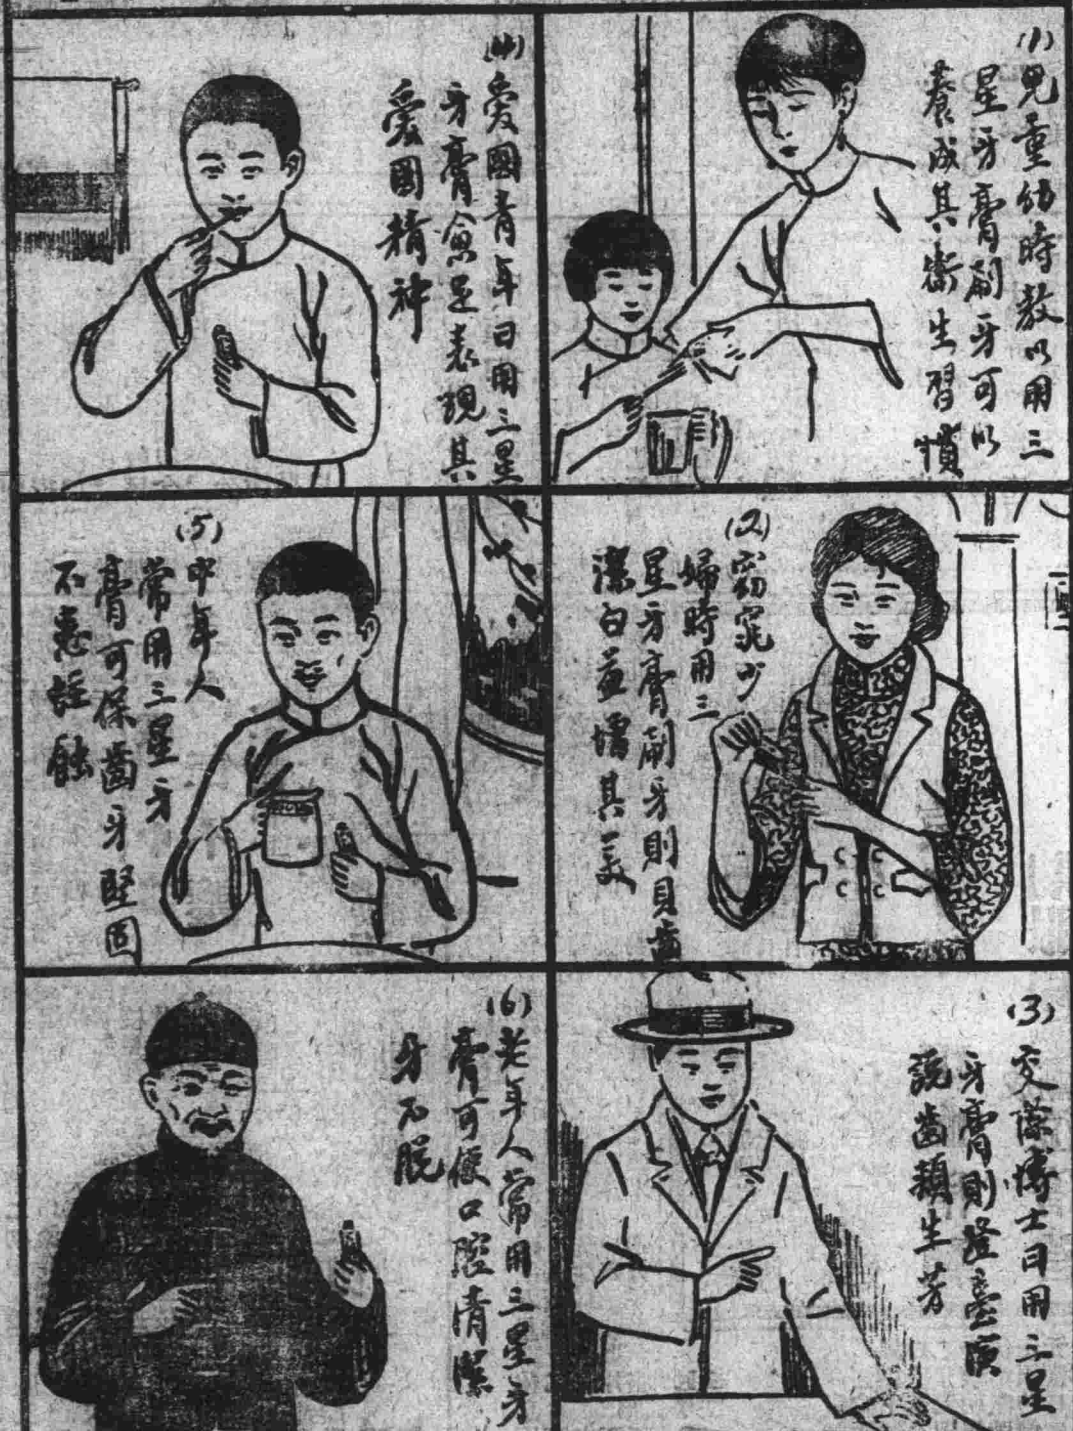 (1)兒童幼時教以用三
星牙膏刷牙可以
養成其衛生習慣
(2)窈窕少
婦時用三
星牙膏刷牙則貝齒
潔白益增其美
(3)交際博士日用三星
牙膏則登臺演
說齒頰生芳
(4)愛國青年日用三星
牙膏愈足表現其
愛國精神
(5)中年人
常用三星牙
膏可保齒牙堅固
不患蛀蝕
(6)老年人常用三星牙
膏可使口腔清潔
牙不脫